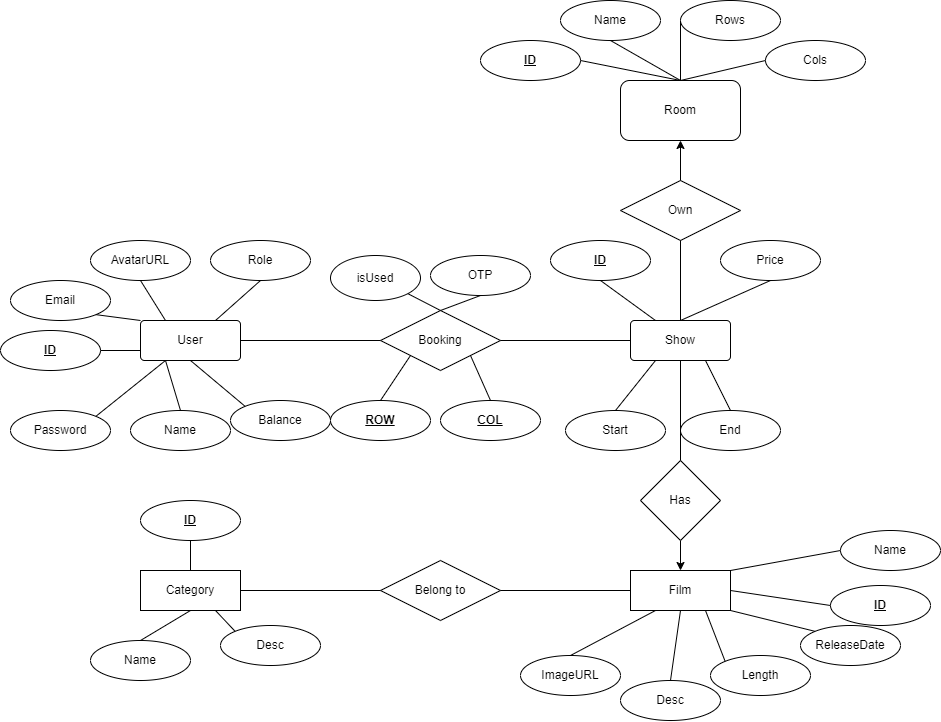 Name
Rows
ID
Cols
Room
Own
AvatarURL
Role
ID
Price
isUsed
OTP
Email
User
Booking
Show
ID
Password
Name
Balance
ROW
COL
Start
End
Has
ID
Name
Category
Belong to
Film
ID
Name
Desc
ReleaseDate
ImageURL
Length
Desc